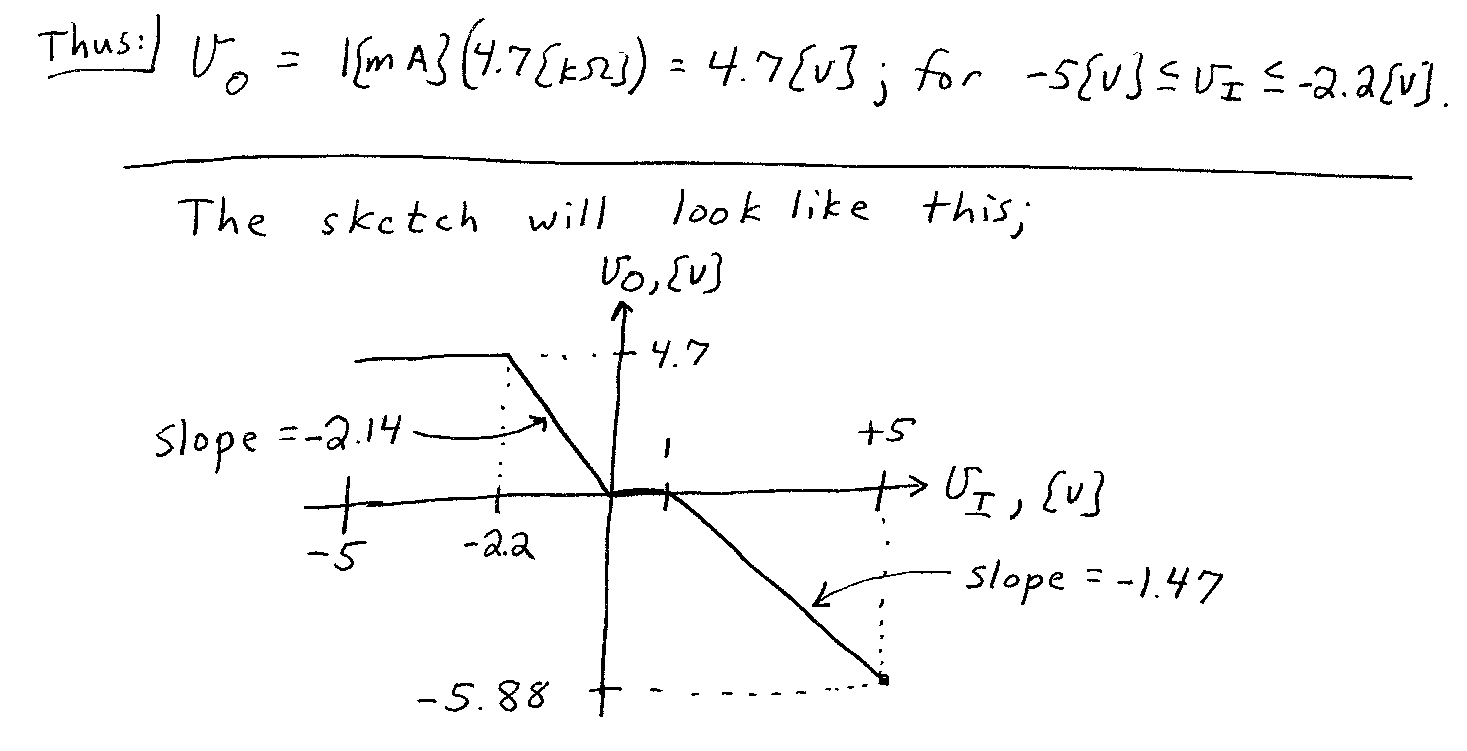 Thus:) V_O = 1{mA}(4.7{kΩ}) = 4.7{v}; for -5{v} ≤ V_I ≤ -2.2{v}.
The sketch will look like this;
V_O, {v}
4.7
slope = -2.14
1
+5
V_I, {v}
-5
-2.2
slope = -1.47
-5.88